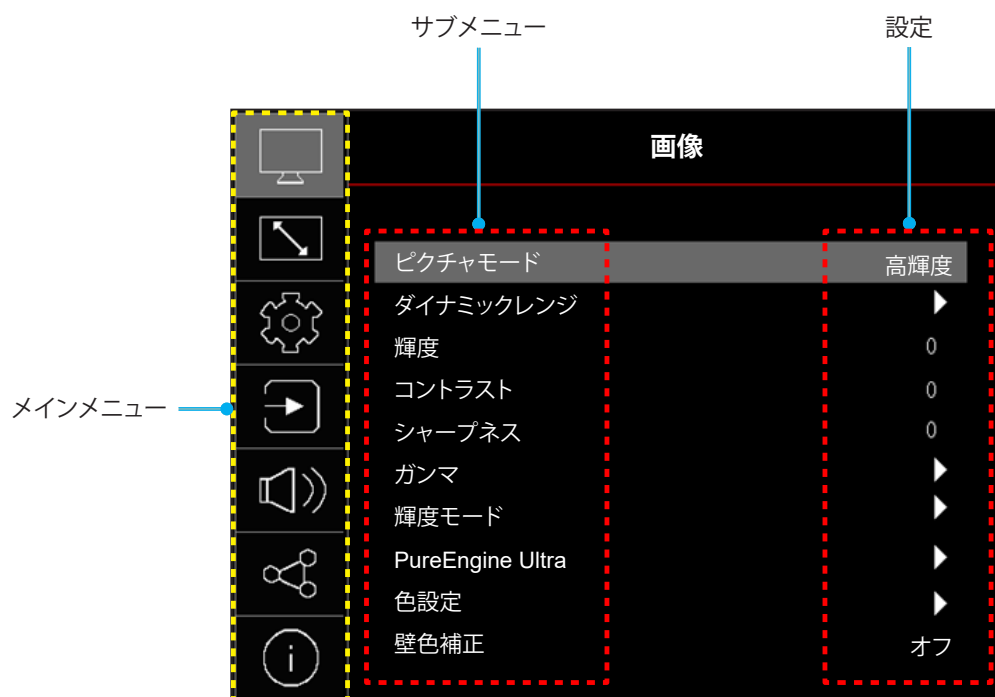 サブメニュー
設定
画像
ピクチャモード 高輝度
ダイナミックレンジ
輝度 0
コントラスト 0
シャープネス 0
ガンマ
輝度モード
PureEngine Ultra
色設定
壁色補正 オフ
メインメニュー
i